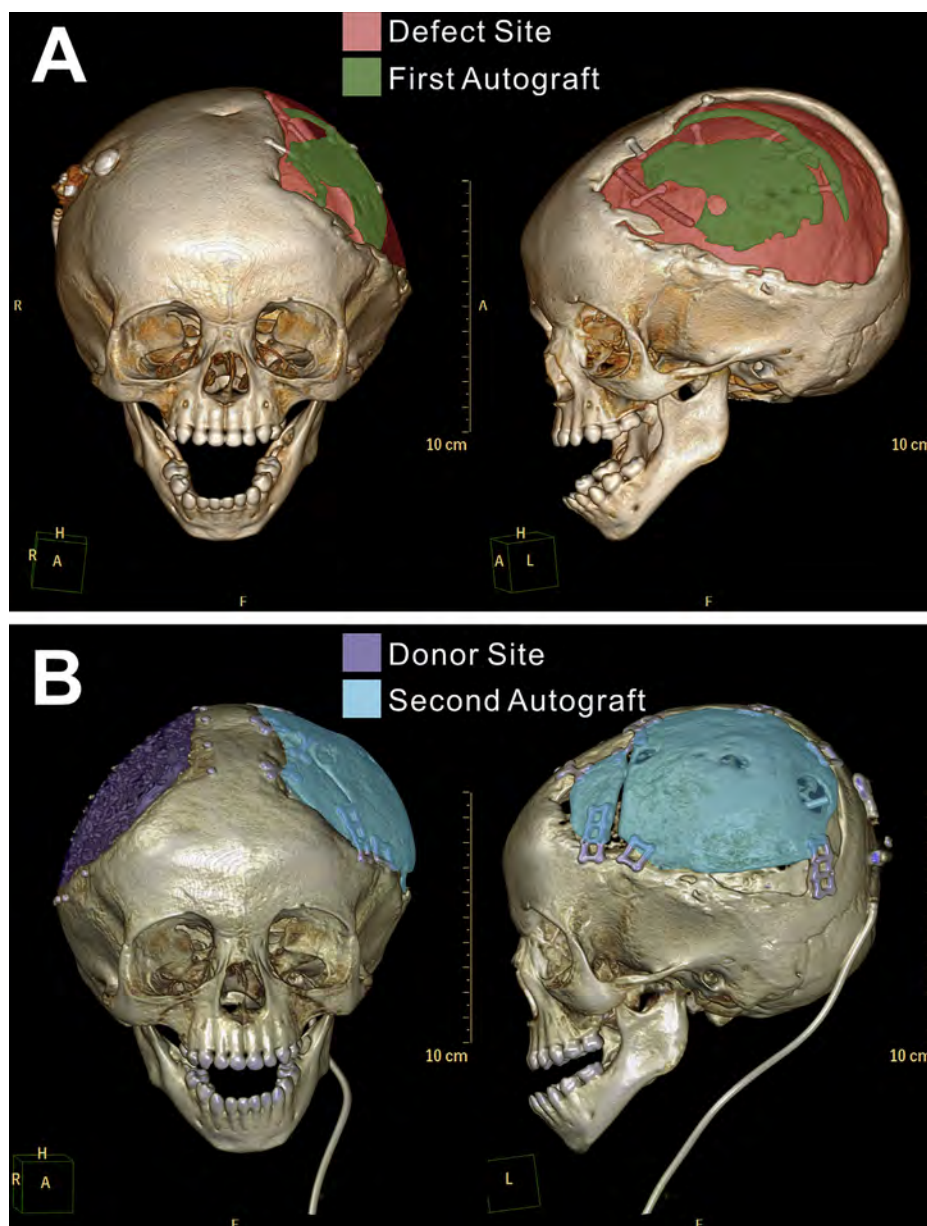 A
Defect Site
First Autograft
R
A
10 cm
10 cm
H
R A
F
H
A L
F
B
Donor Site
Second Autograft
10 cm
10 cm
H
R A
F
L
F